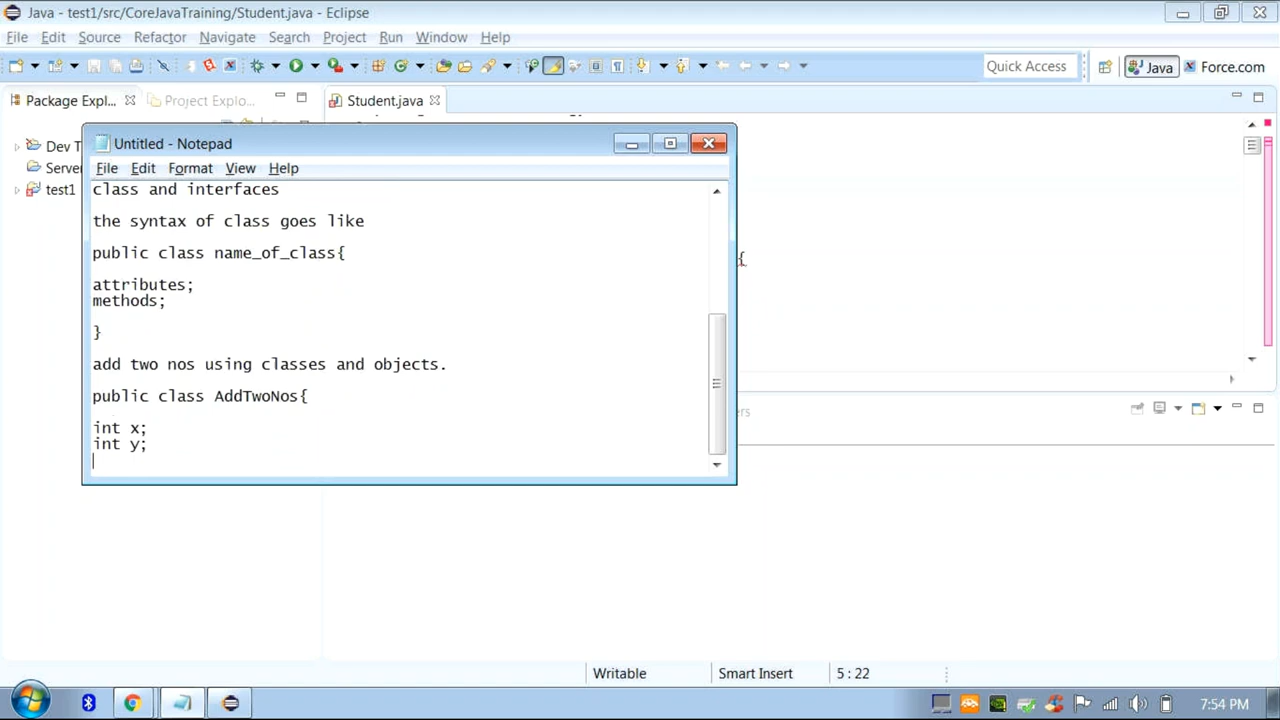 Java - test1/src/CoreJavaTraining/Student.java - Eclipse
File Edit Source Refactor Navigate Search Project Run Window Help
Quick Access Java Force.com
Package Expl... Project Explo... Student.java
Untitled - Notepad
Dev T
Server
test1
File Edit Format View Help
class and interfaces
the syntax of class goes like
public class name_of_class{
{
attributes;
methods;
}
add two nos using classes and objects.
public class AddTwoNos{
ers
int x;
int y;
Writable Smart Insert 5 : 22
7:54 PM